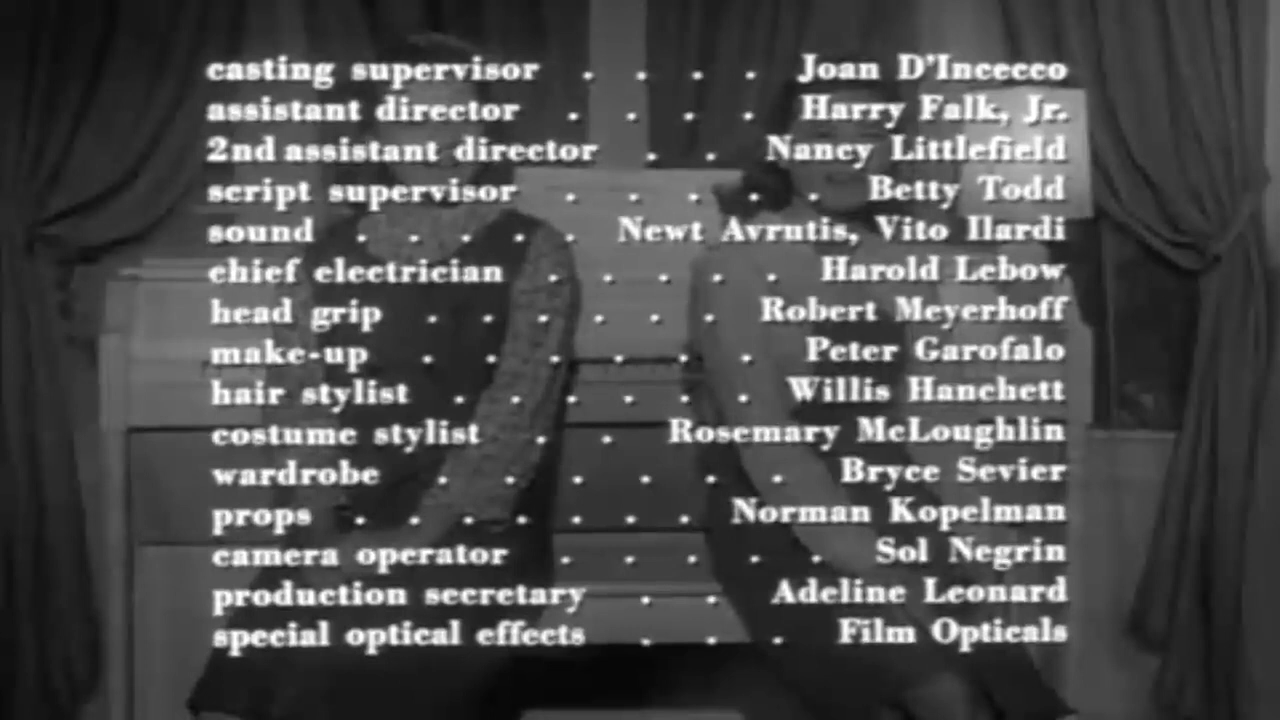 casting supervisor . . . . Joan D'Incecco
assistant director . . . . Harry Falk, Jr.
2nd assistant director . . Nancy Littlefield
script supervisor . . . . . Betty Todd
sound . . . . . Newt Avrutis, Vito Ilardi
chief electrician . . . . . Harold Lebow
head grip . . . . . . Robert Meyerhoff
make-up . . . . . . Peter Garofalo
hair stylist . . . . . . Willis Hanchett
costume stylist . . Rosemary McLoughlin
wardrobe . . . . . . Bryce Sevier
props . . . . . . . Norman Kopelman
camera operator . . . . . Sol Negrin
production secretary . . Adeline Leonard
special optical effects . . . Film Opticals